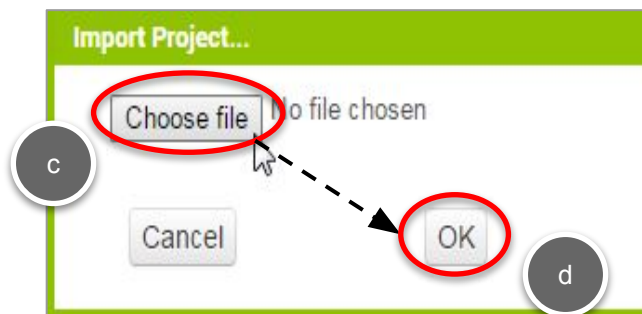 Import Project...
Choose file No file chosen
c
Cancel OK
d